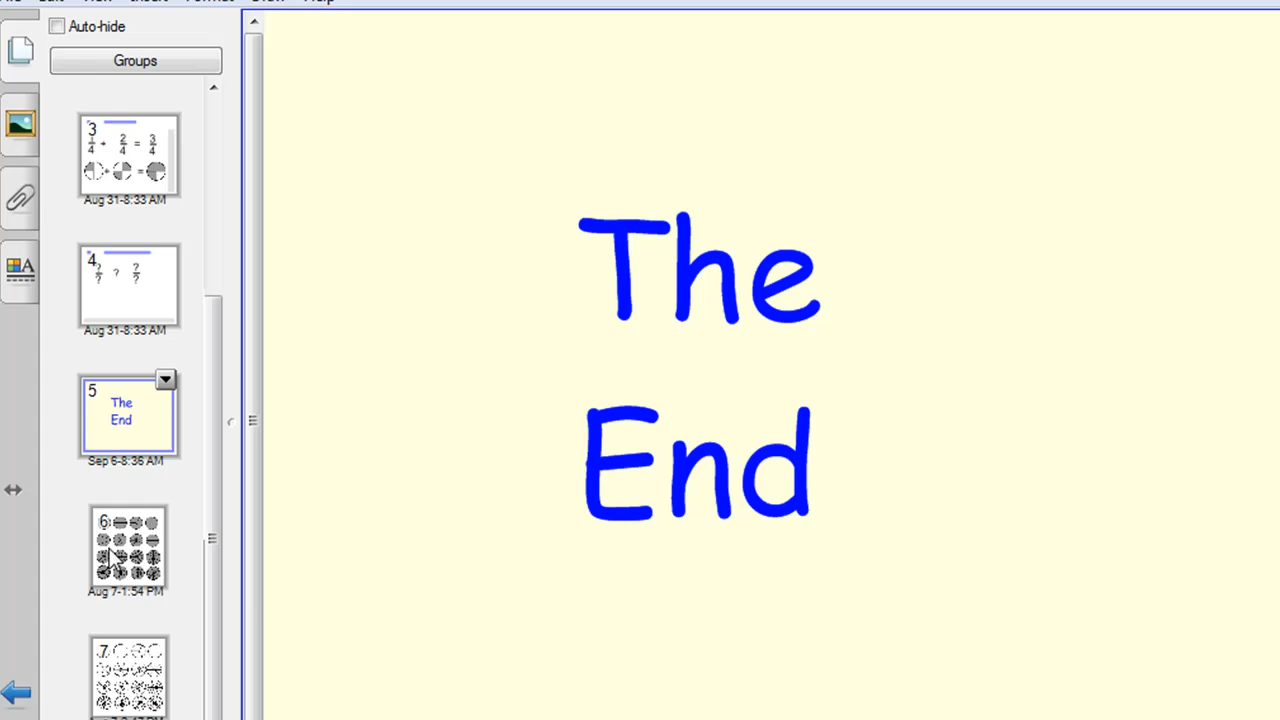 Auto-hide
Groups
3
1/4 + 2/4 = 3/4
+ =
Aug 31-8:33 AM
4
?/? ? ?/?
Aug 31-8:33 AM
5
The
End
Sep 6-8:36 AM
6
Aug 7-1:54 PM
7
The
End